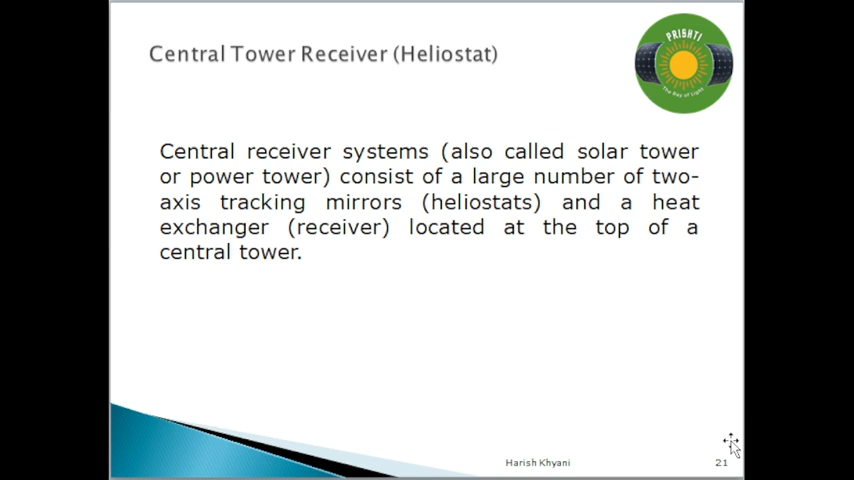 Central Tower Receiver (Heliostat)
PRISHTI
The Ray of Light
Central receiver systems (also called solar tower
or power tower) consist of a large number of two-
axis tracking mirrors (heliostats) and a heat
exchanger (receiver) located at the top of a
central tower.
Harish Khyani
21